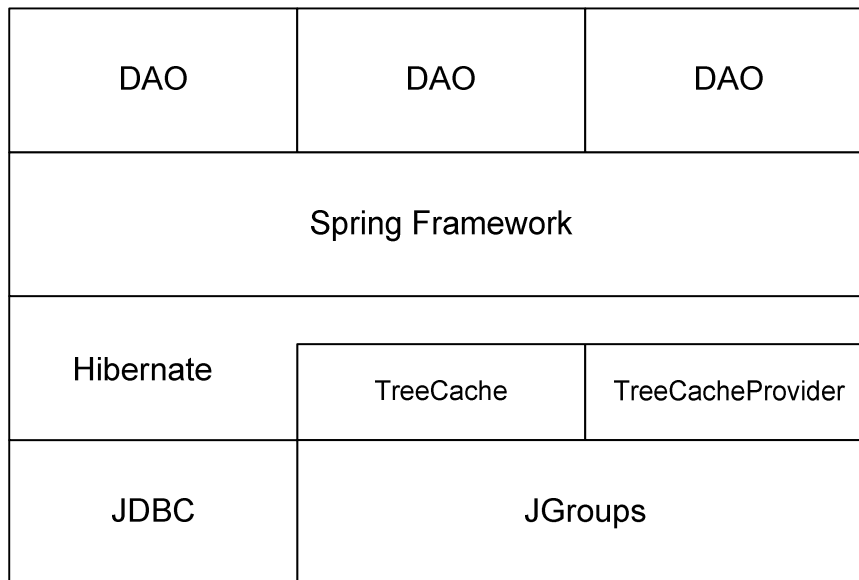 DAO
DAO
DAO
Spring Framework
Hibernate
TreeCache
TreeCacheProvider
JDBC
JGroups